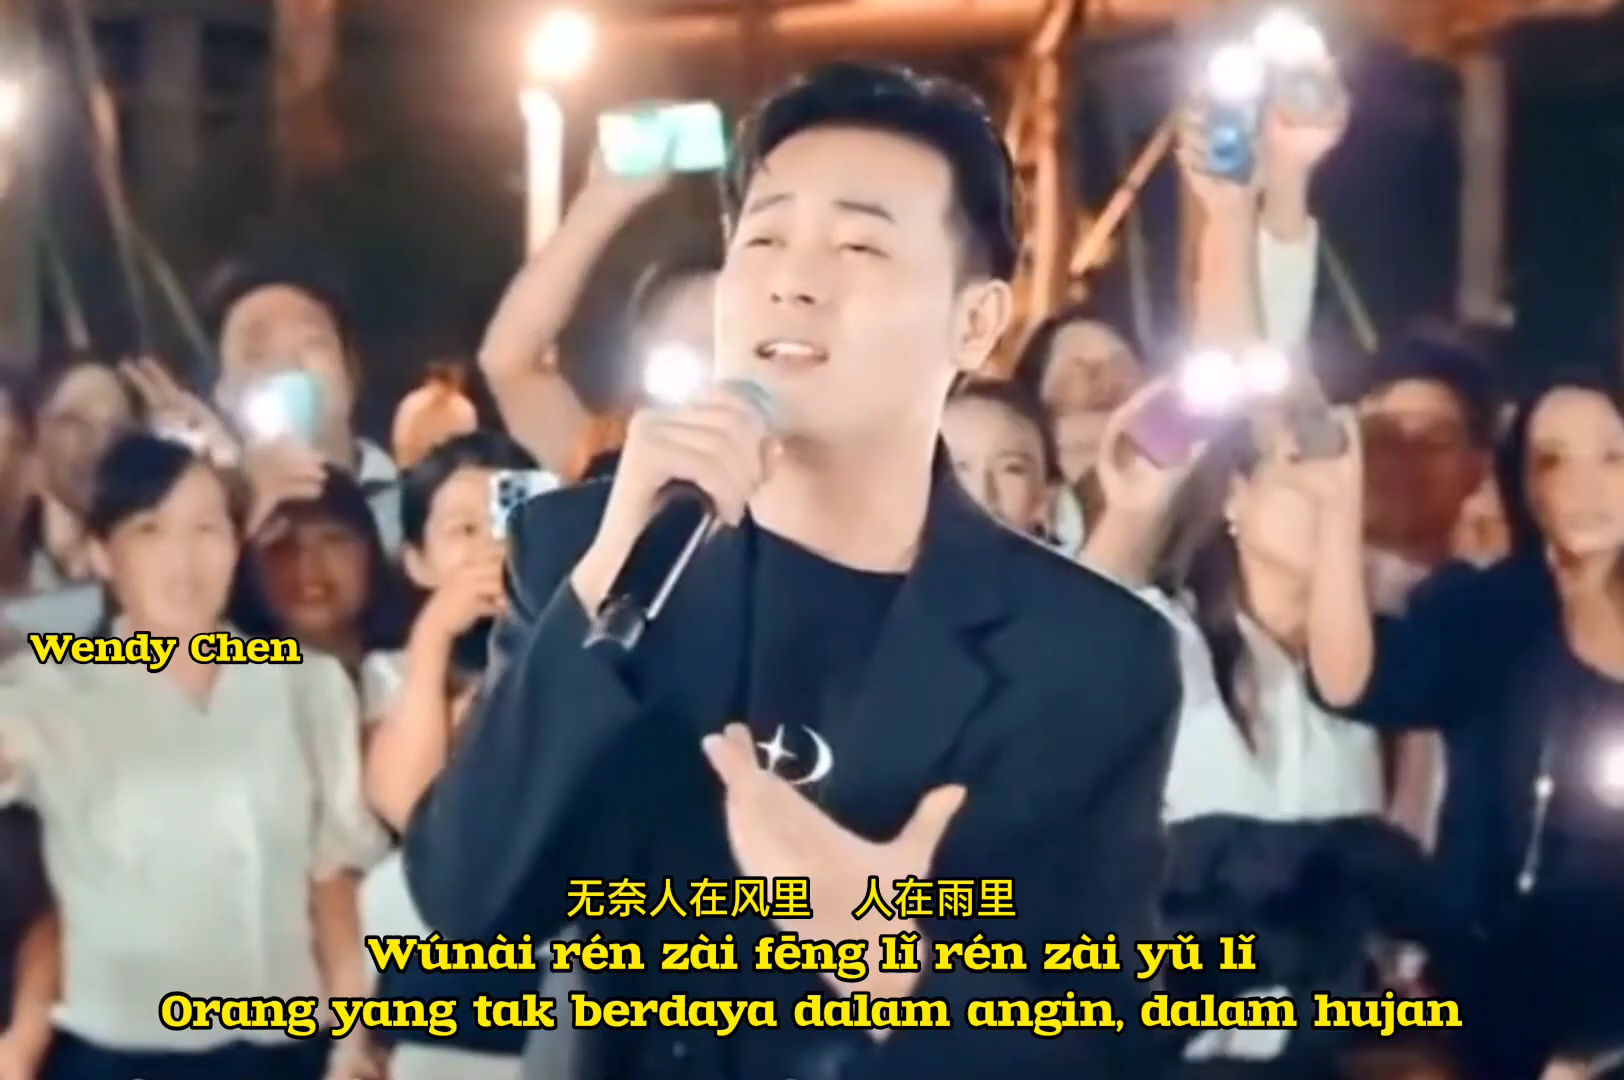 Wendy Chen
无奈人在风里 人在雨里
Wúnài rén zài fēng lǐ rén zài yǔ lǐ
Orang yang tak berdaya dalam angin, dalam hujan